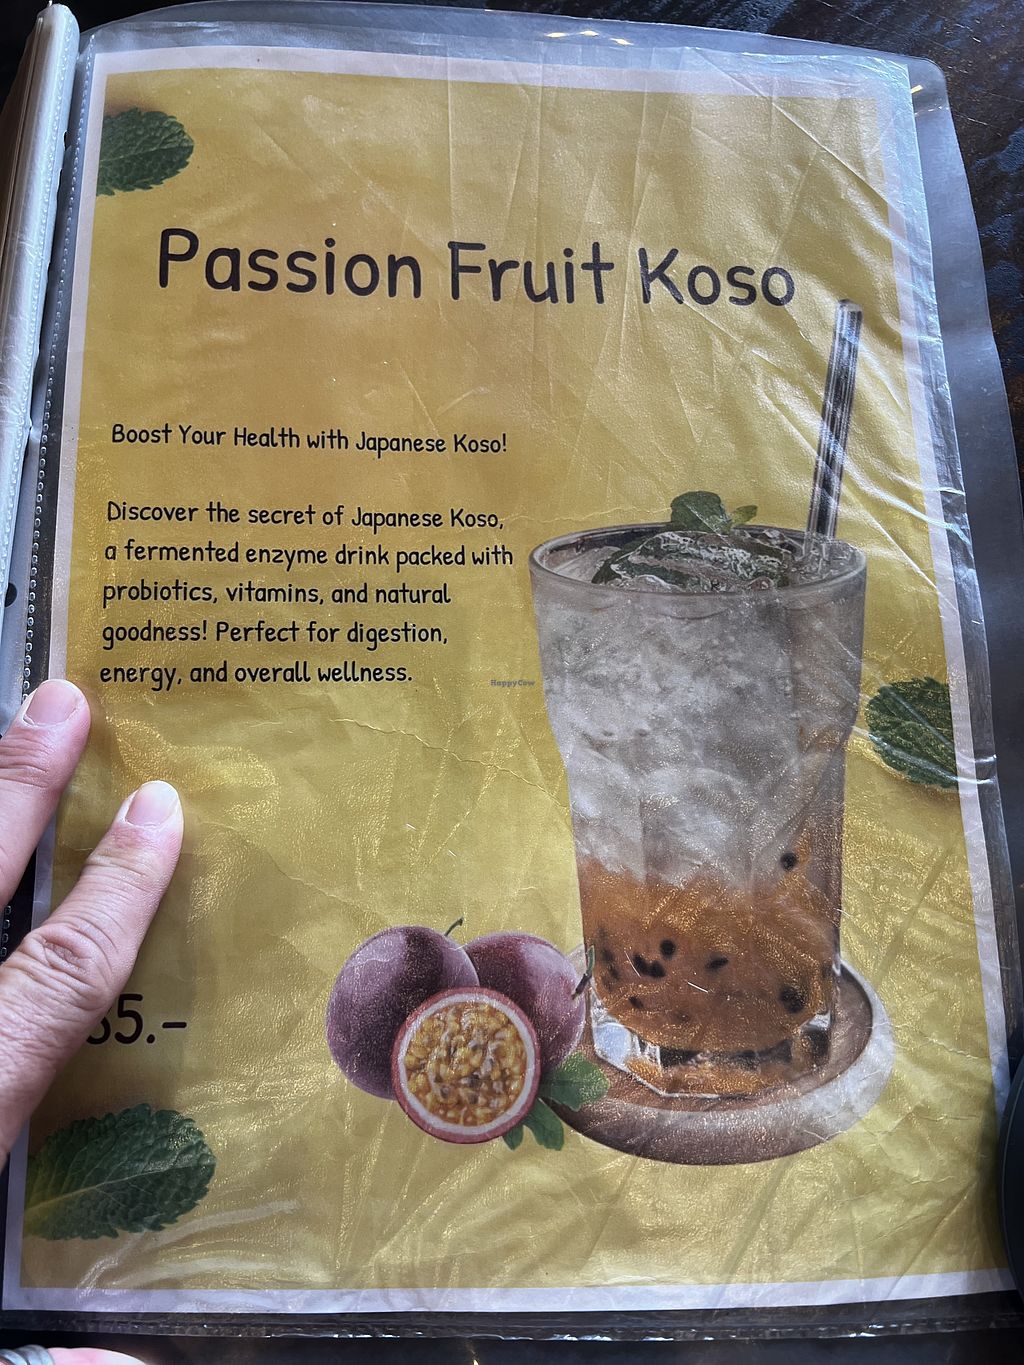 Passion Fruit Koso
Boost Your Health with Japanese Koso!
Discover the secret of Japanese Koso,
a fermented enzyme drink packed with
probiotics, vitamins, and natural
goodness! Perfect for digestion,
energy, and overall wellness.
HappyCow